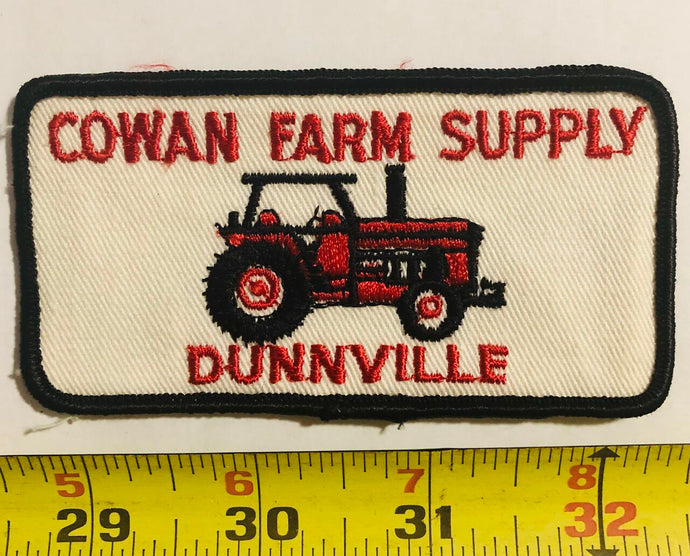 COWAN FARM SUPPLY
DUNNVILLE
5 6 7 8
29 30 31 32